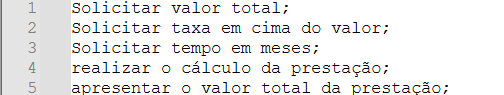 1 Solicitar valor total;
2 Solicitar taxa em cima do valor;
3 Solicitar tempo em meses;
4 realizar o cálculo da prestação;
5 apresentar o valor total da prestação;